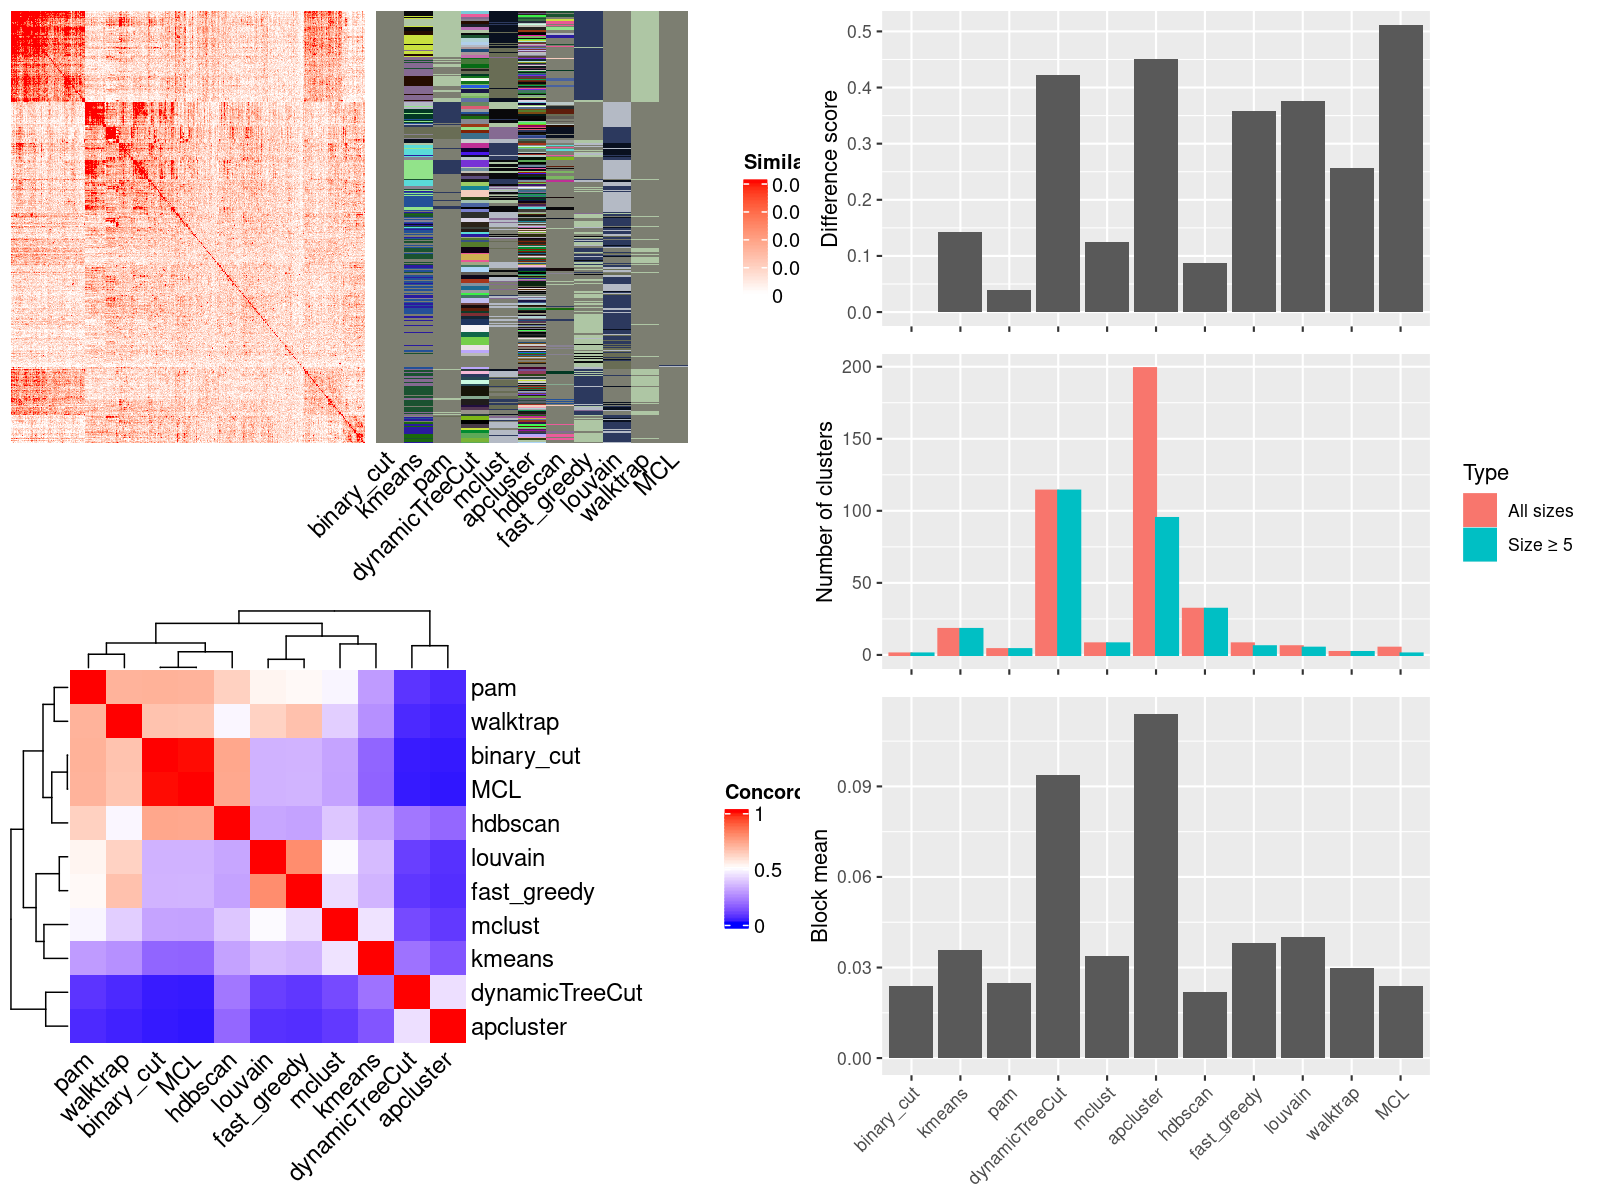 Simila
0.0
0.0
0.0
0.0
0
binary_cut
kmeans
pam
dynamicTreeCut
mclust
apcluster
hdbscan
fast_greedy
louvain
walktrap
MCL
pam
walktrap
binary_cut
MCL
hdbscan
louvain
fast_greedy
mclust
kmeans
dynamicTreeCut
apcluster
pam
walktrap
binary_cut
MCL
hdbscan
louvain
fast_greedy
mclust
kmeans
dynamicTreeCut
apcluster
Concord
1
0.5
0
Difference score
0.5
0.4
0.3
0.2
0.1
0.0
Number of clusters
200
150
100
50
0
Type
All sizes
Size ≥ 5
Block mean
0.09
0.06
0.03
0.00
binary_cut
kmeans
pam
dynamicTreeCut
mclust
apcluster
hdbscan
fast_greedy
louvain
walktrap
MCL